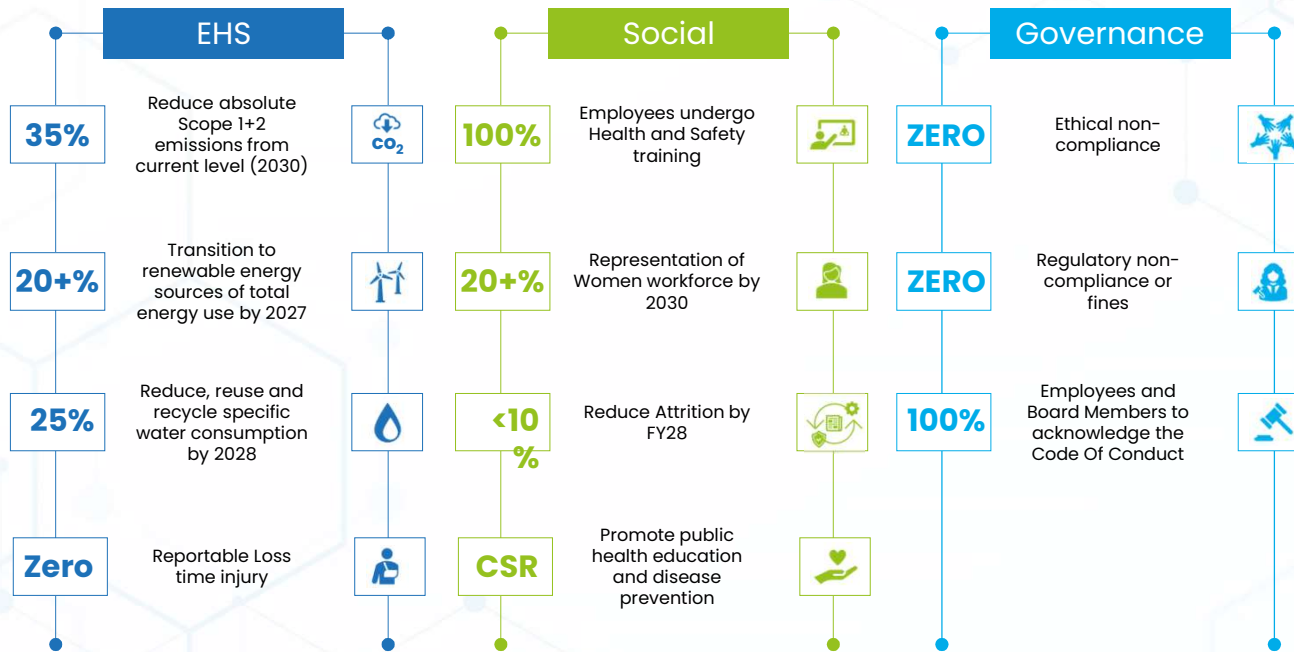 EHS
35%
Reduce absolute
Scope 1+2
emissions from
current level (2030)
CO2
20+%
Transition to
renewable energy
sources of total
energy use by 2027
25%
Reduce, reuse and
recycle specific
water consumption
by 2028
Zero
Reportable Loss
time injury
Social
100%
Employees undergo
Health and Safety
training
20+%
Representation of
Women workforce by
2030
<10
%
Reduce Attrition by
FY28
CSR
Promote public
health education
and disease
prevention
Governance
ZERO
Ethical non-
compliance
ZERO
Regulatory non-
compliance or
fines
100%
Employees and
Board Members to
acknowledge the
Code Of Conduct